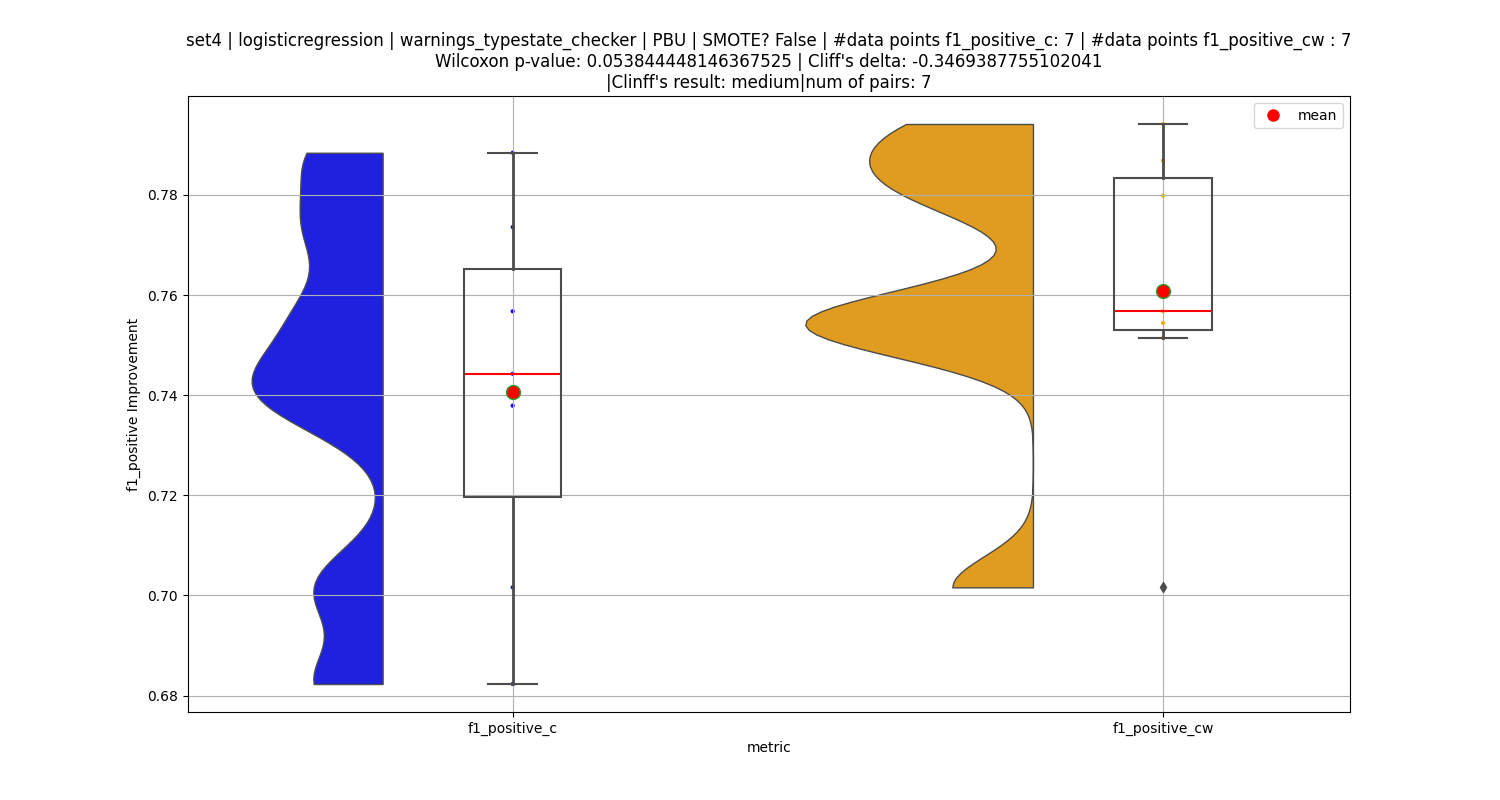 set4 | logisticregression | warnings_typestate_checker | PBU | SMOTE? False | #data points f1_positive_c: 7 | #data points f1_positive_cw : 7
Wilcoxon p-value: 0.053844448146367525 | Cliff's delta: -0.3469387755102041
|Clinff's result: medium|num of pairs: 7
mean
0.78
0.76
0.74
0.72
0.70
0.68
f1_positive Improvement
f1_positive_c
f1_positive_cw
metric